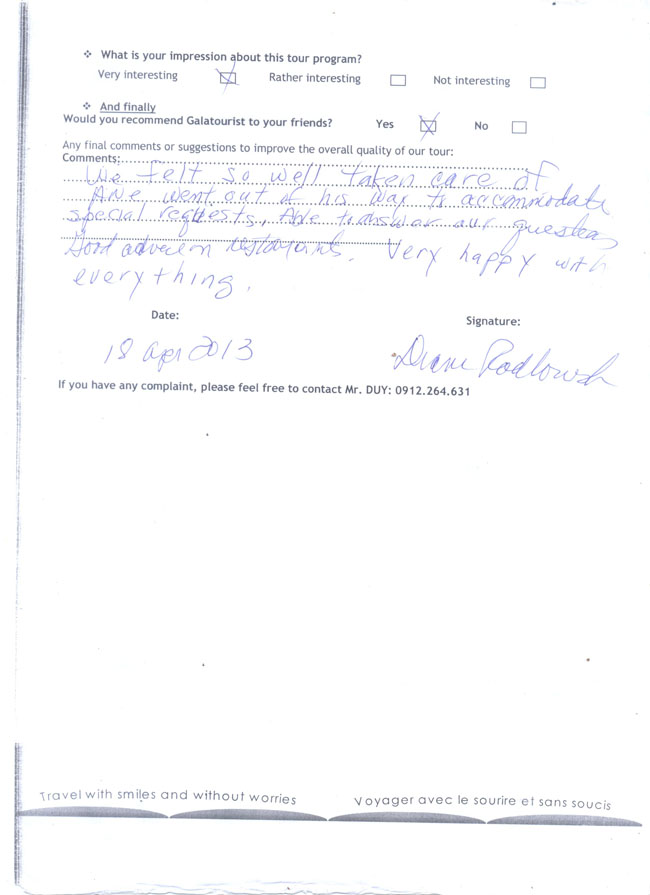 ❖ What is your impression about this tour program?
Very interesting Rather interesting Not interesting
❖ And finally
Would you recommend Galatourist to your friends? Yes No
Any final comments or suggestions to improve the overall quality of our tour:
Comments:
We felt so well taken care of
went out of his way to accommodate
special requests, Able to answer our questions
Good advice on restaurants. Very happy with
everything.
Date: Signature:
18 apr 2013 Diane
If you have any complaint, please feel free to contact Mr. DUY: 0912.264.631
Travel with smiles and without worries Voyager avec le sourire et sans soucis